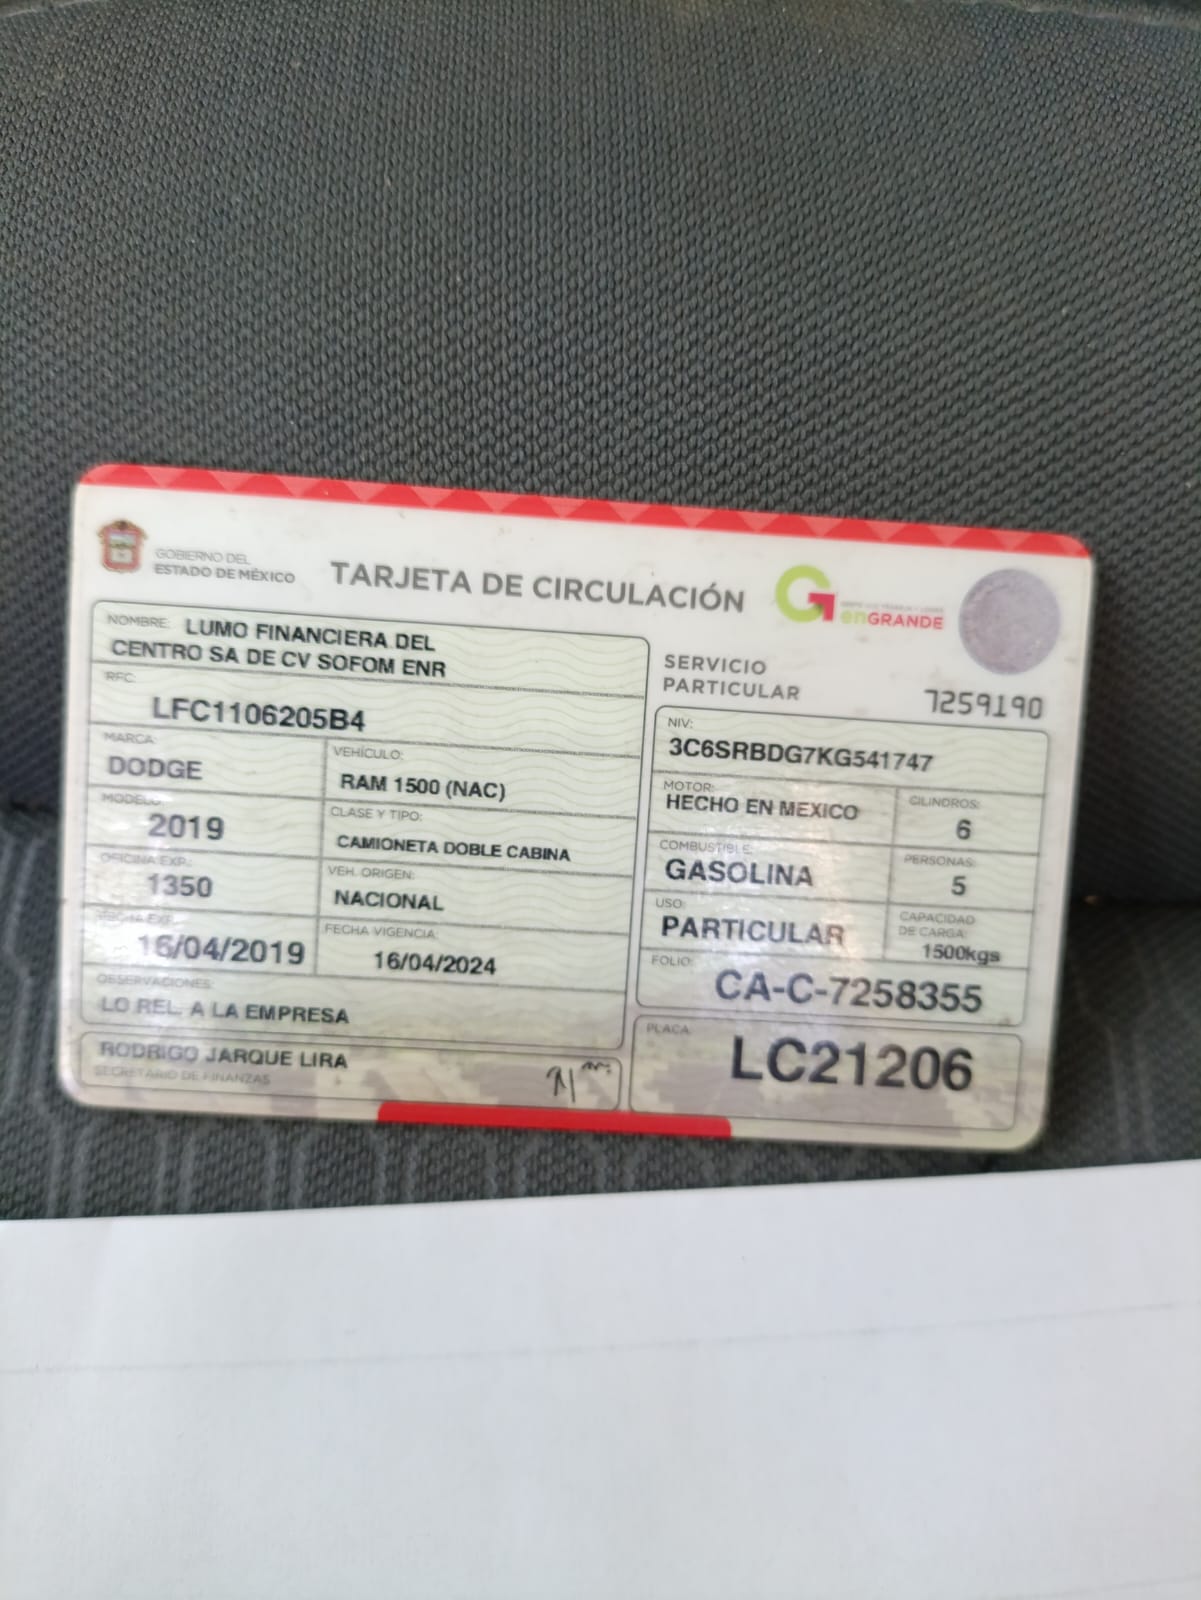 GOBIERNO DEL
ESTADO DE MÉXICO
TARJETA DE CIRCULACIÓN
enGRANDE
NOMBRE: LUMO FINANCIERA DEL
CENTRO SA DE CV SOFOM ENR
RFC:
LFC1106205B4
MARCA:
DODGE
VEHÍCULO:
RAM 1500 (NAC)
MODELO:
2019
CLASE Y TIPO:
CAMIONETA DOBLE CABINA
OFICINA EXP.:
1350
VEH. ORIGEN:
NACIONAL
FECHA EXP.:
16/04/2019
FECHA VIGENCIA:
16/04/2024
OBSERVACIONES:
LO REL. A LA EMPRESA
RODRIGO JARQUE LIRA
SECRETARIO DE FINANZAS
SERVICIO
PARTICULAR
7259190
NIV:
3C6SRBDG7KG541747
MOTOR:
HECHO EN MEXICO
CILINDROS:
6
COMBUSTIBLE:
GASOLINA
PERSONAS:
5
USO:
PARTICULAR
CAPACIDAD
DE CARGA:
1500kgs
FOLIO:
CA-C-7258355
PLACA
LC21206